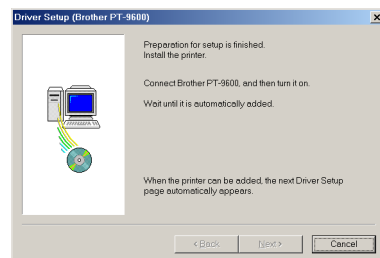 Driver Setup (Brother PT-9600)
Preparation for setup is finished.
Install the printer.
Connect Brother PT-9600, and then turn it on.
Wait until it is automatically added.
When the printer can be added, the next Driver Setup
page automatically appears.
< Back
Next >
Cancel